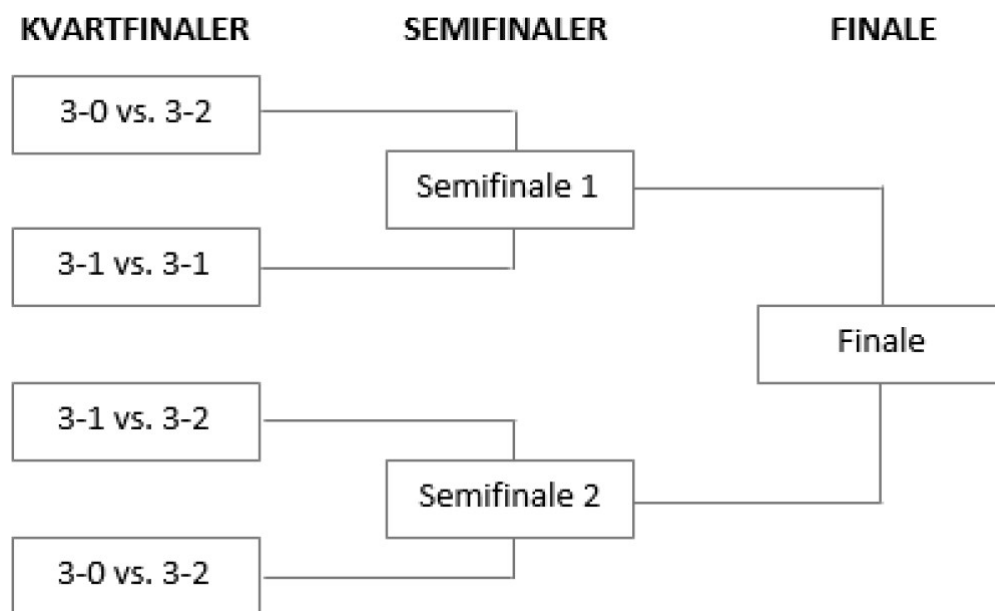 KVARTFINALER SEMIFINALER FINALE
3-0 vs. 3-2
Semifinale 1
3-1 vs. 3-1
Finale
3-1 vs. 3-2
Semifinale 2
3-0 vs. 3-2